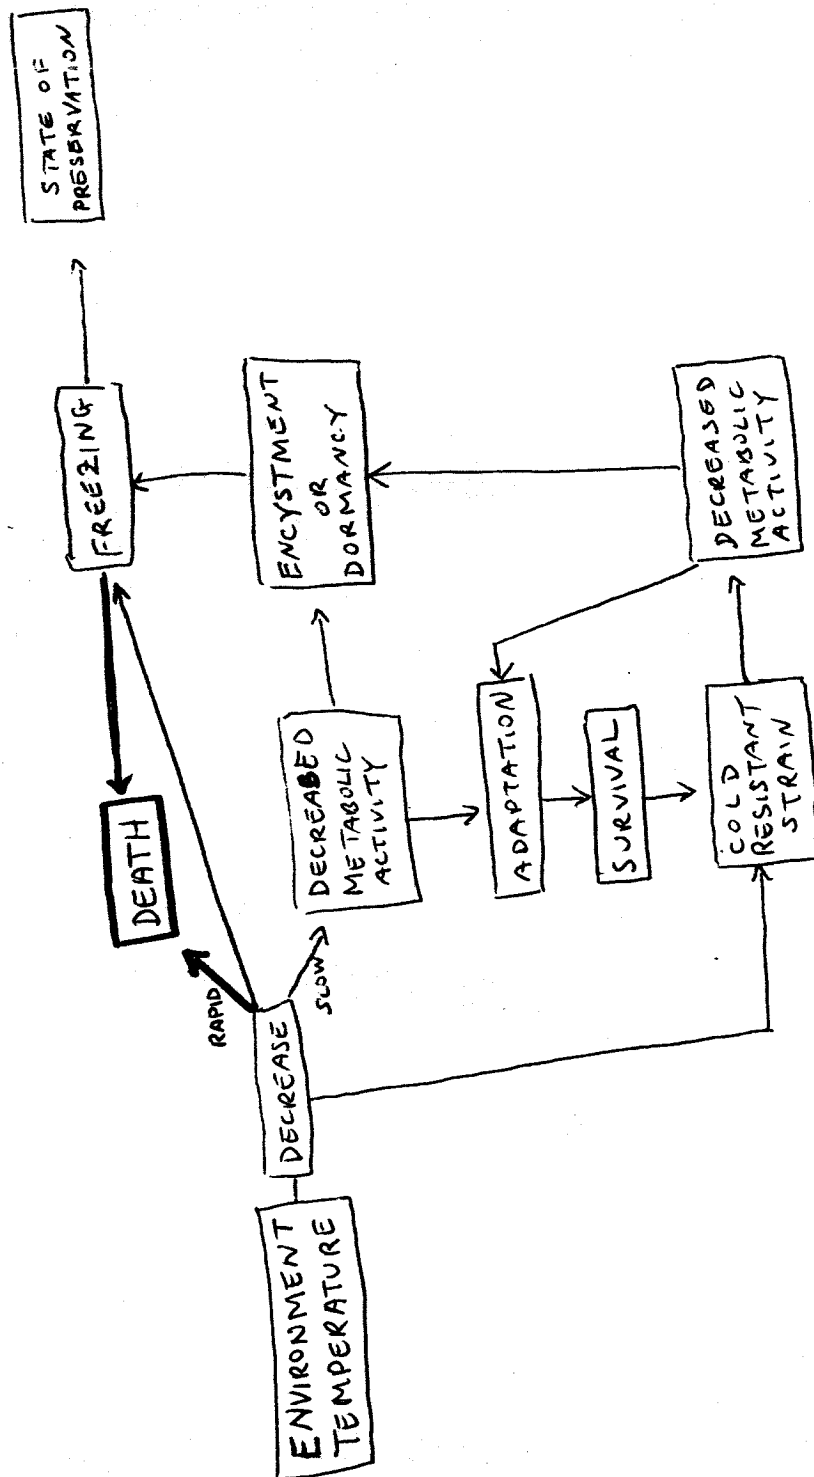 ENVIRONMENT
TEMPERATURE
DECREASE
RAPID
SLOW
DEATH
FREEZING
STATE OF
PRESERVATION
DECREASED
METABOLIC
ACTIVITY
ENCYSTMENT
OR
DORMANCY
ADAPTATION
SURVIVAL
COLD
RESISTANT
STRAIN
DECREASED
METABOLIC
ACTIVITY